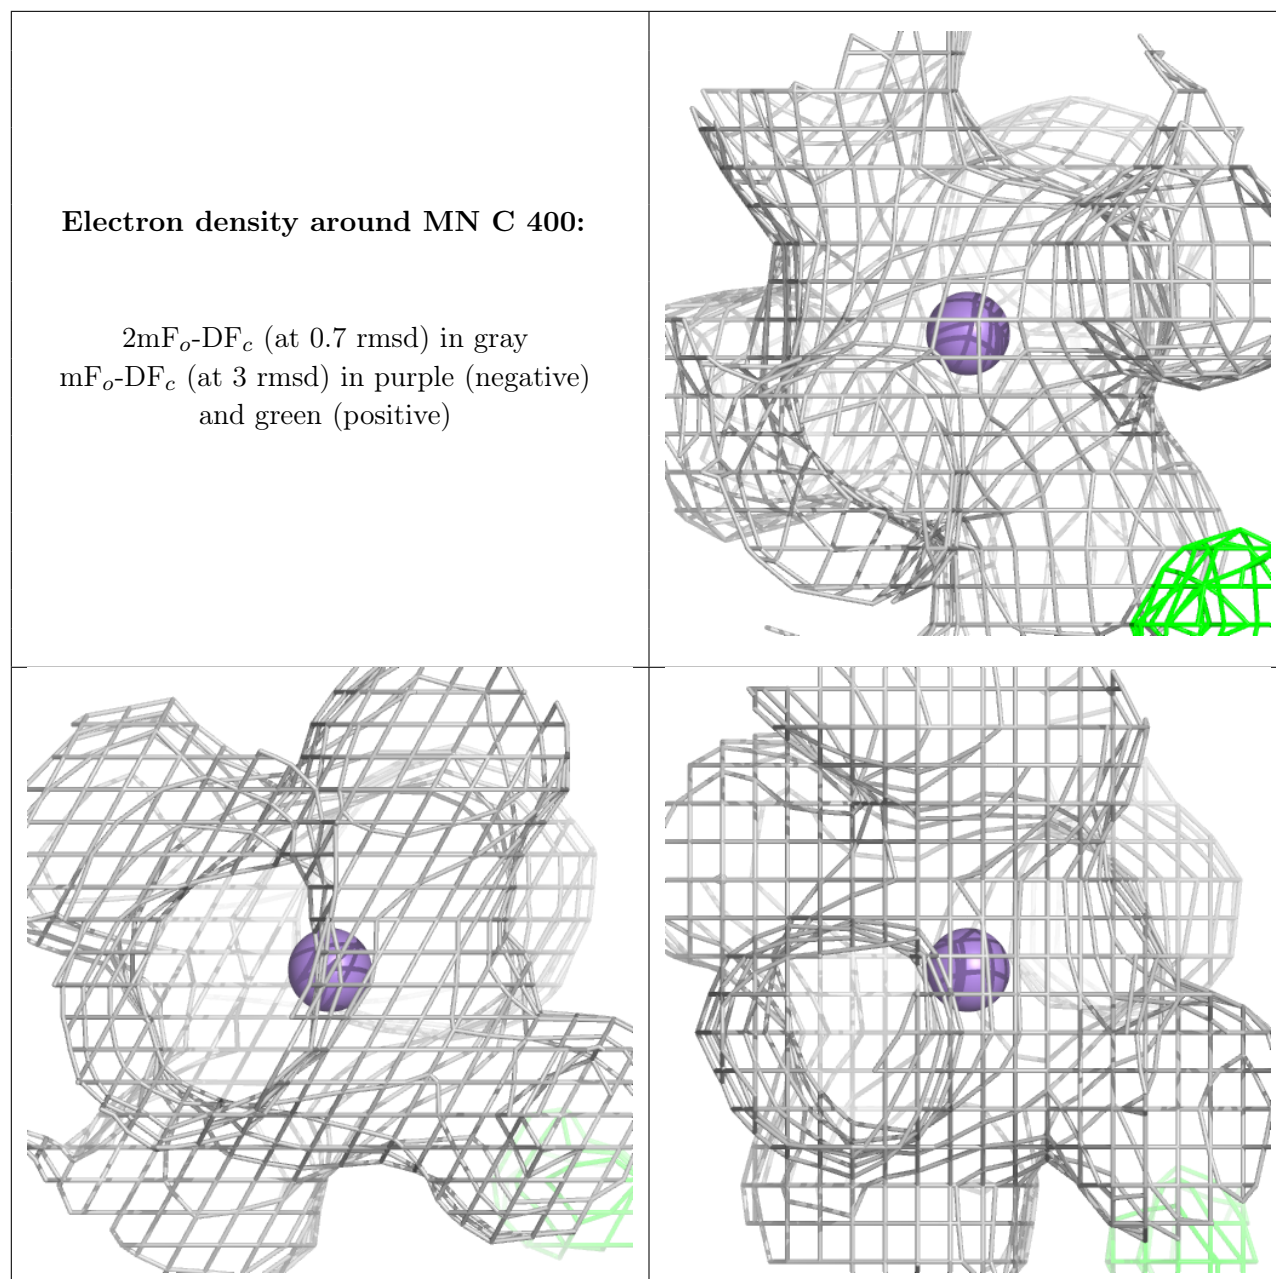 Electron density around MN C 400:
2mFo-DFc (at 0.7 rmsd) in gray
mFo-DFc (at 3 rmsd) in purple (negative)
and green (positive)